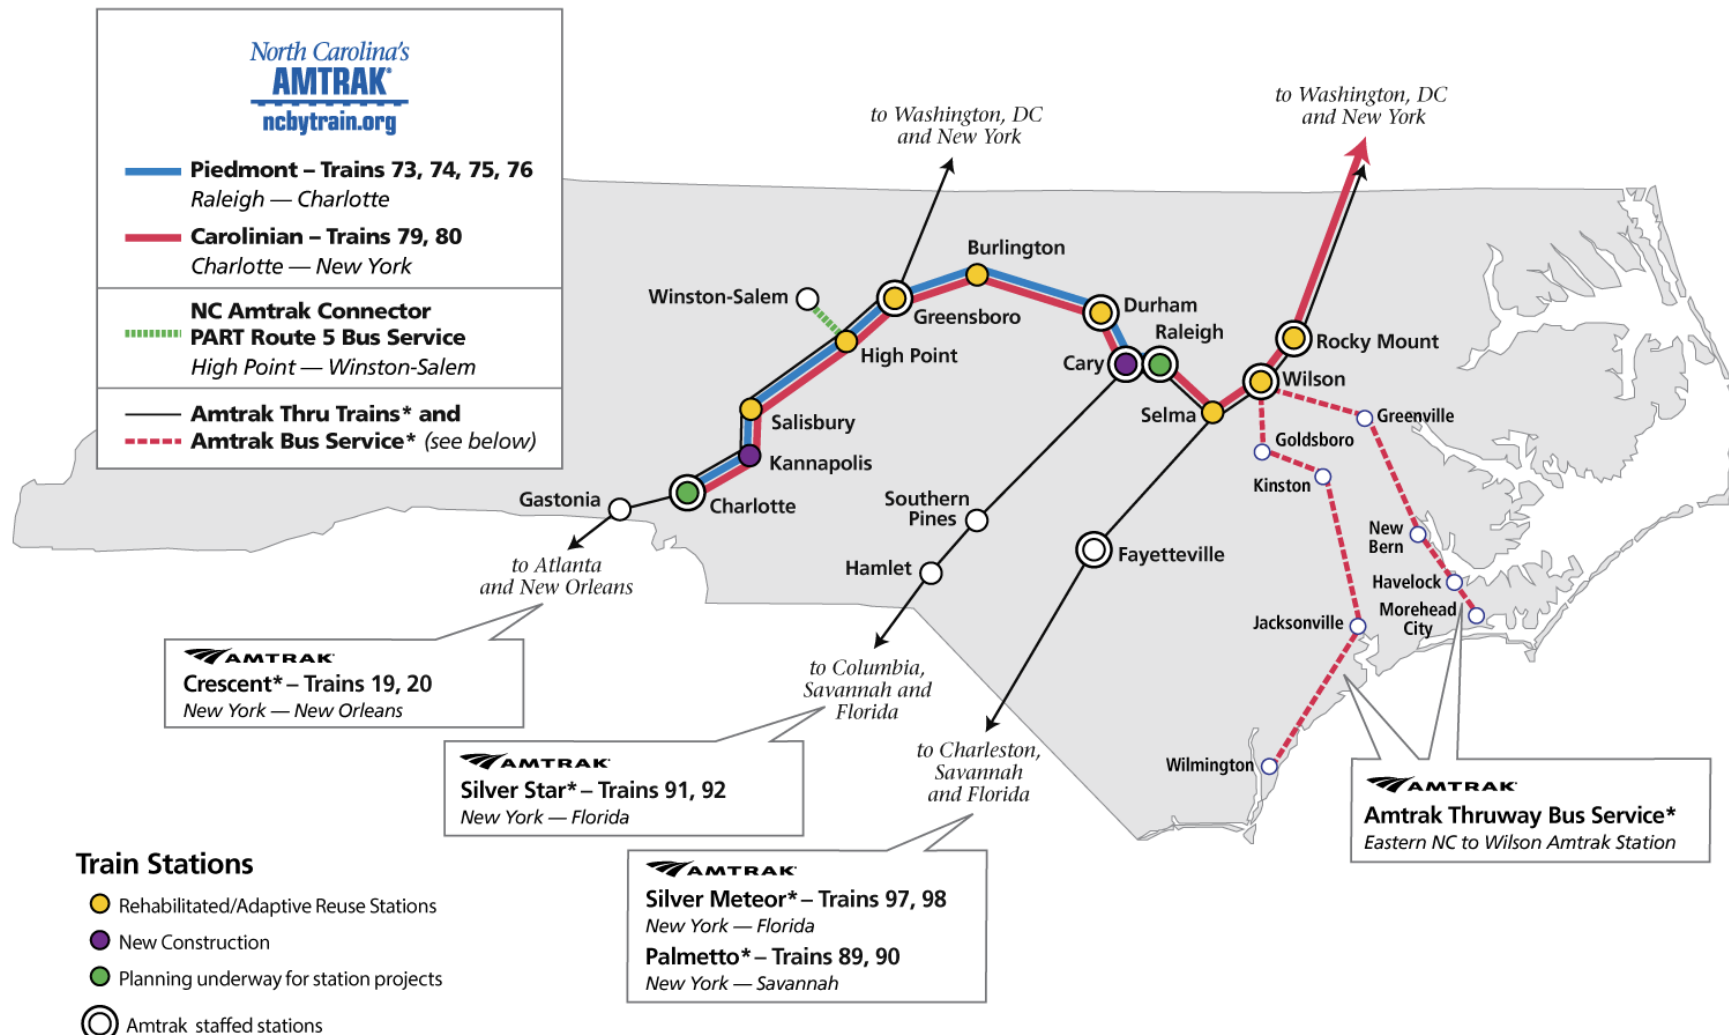 North Carolina's
AMTRAK®
ncbytrain.org
Piedmont – Trains 73, 74, 75, 76
Raleigh — Charlotte
Carolinian – Trains 79, 80
Charlotte — New York
NC Amtrak Connector
PART Route 5 Bus Service
High Point — Winston-Salem
Amtrak Thru Trains* and
Amtrak Bus Service* (see below)
to Washington, DC
and New York
to Washington, DC
and New York
Burlington
Winston-Salem
Greensboro
Durham
Raleigh
High Point
Cary
Rocky Mount
Wilson
Salisbury
Selma
Greenville
Goldsboro
Kannapolis
Kinston
Gastonia
Charlotte
Southern
Pines
New
Bern
Fayetteville
Hamlet
Havelock
to Atlanta
and New Orleans
Morehead
City
Jacksonville
AMTRAK®
Crescent* – Trains 19, 20
New York — New Orleans
to Columbia,
Savannah and
Florida
to Charleston,
Savannah
and Florida
Wilmington
AMTRAK®
Silver Star* – Trains 91, 92
New York — Florida
AMTRAK®
Amtrak Thruway Bus Service*
Eastern NC to Wilson Amtrak Station
AMTRAK®
Silver Meteor* – Trains 97, 98
New York — Florida
Palmetto* – Trains 89, 90
New York — Savannah
Train Stations
Rehabilitated/Adaptive Reuse Stations
New Construction
Planning underway for station projects
Amtrak staffed stations